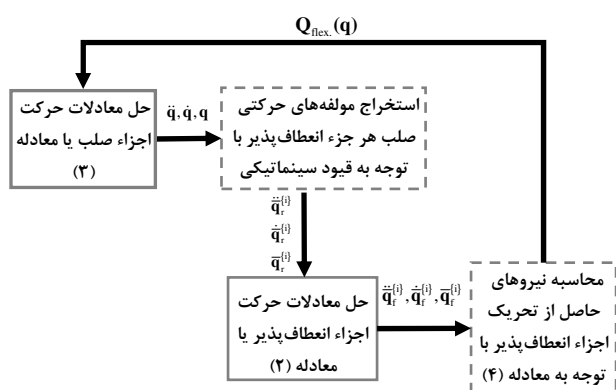 Q_flex.(q)
حل معادلات حرکت
اجزاء صلب یا معادله
(۳)
q̈, q̇, q
استخراج مولفه‌های حرکتی
صلب هر جزء انعطاف‌پذیر با
توجه به قیود سینماتیکی
q̄̈_r^{i}
q̄̇_r^{i}
q̄_r^{i}
حل معادلات حرکت
اجزاء انعطاف‌پذیر یا
معادله (۲)
q̄̈_f^{i}, q̄̇_f^{i}, q̄_f^{i}
محاسبه نیروهای
حاصل از تحریک
اجزاء انعطاف‌پذیر با
توجه به معادله (۴)